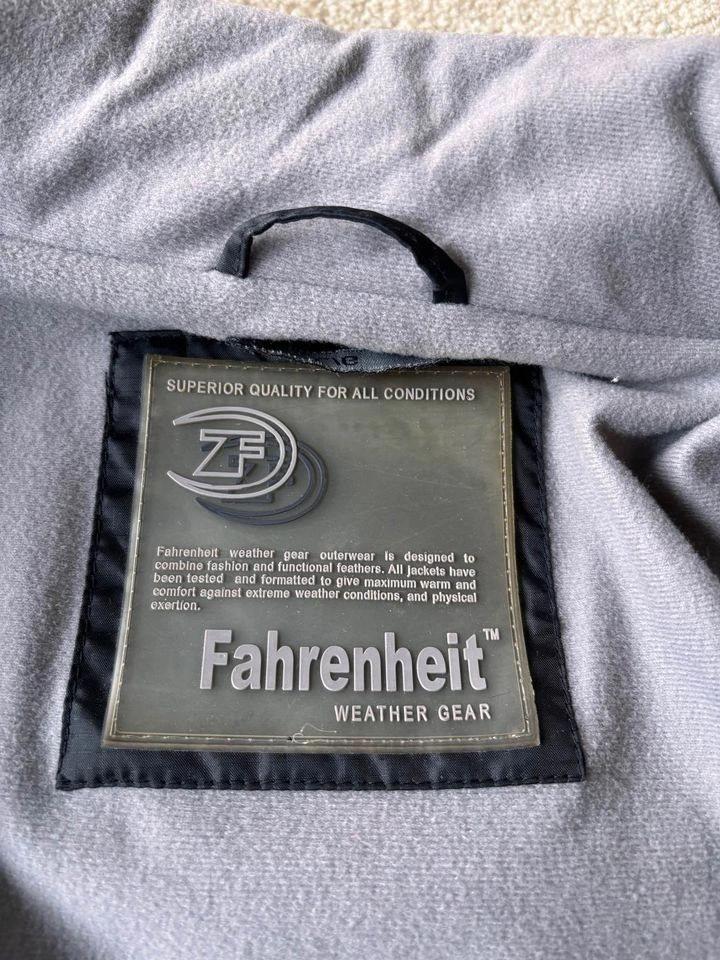 SUPERIOR QUALITY FOR ALL CONDITIONS
ZF
Fahrenheit weather gear outerwear is designed to
combine fashion and functional feathers. All jackets have
been tested and formatted to give maximum warm and
comfort against extreme weather conditions, and physical
exertion.
Fahrenheit™
WEATHER GEAR